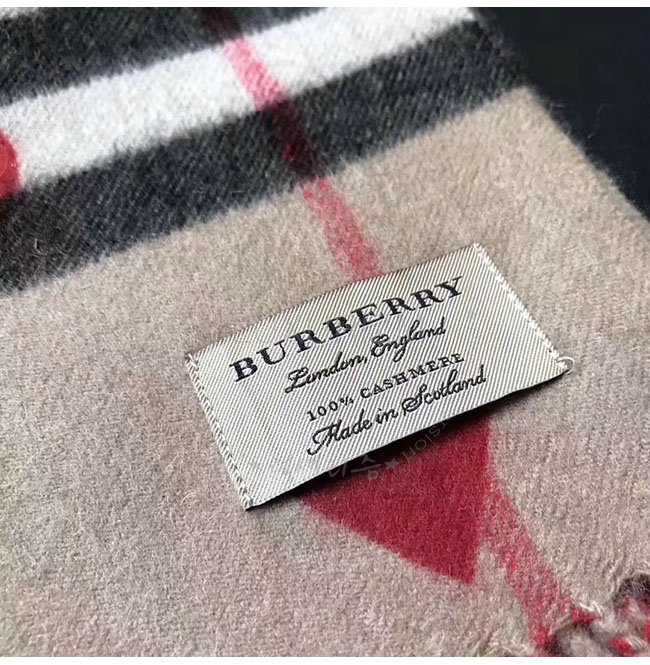 BURBERRY
London, England
100% CASHMERE
Made in Scotland